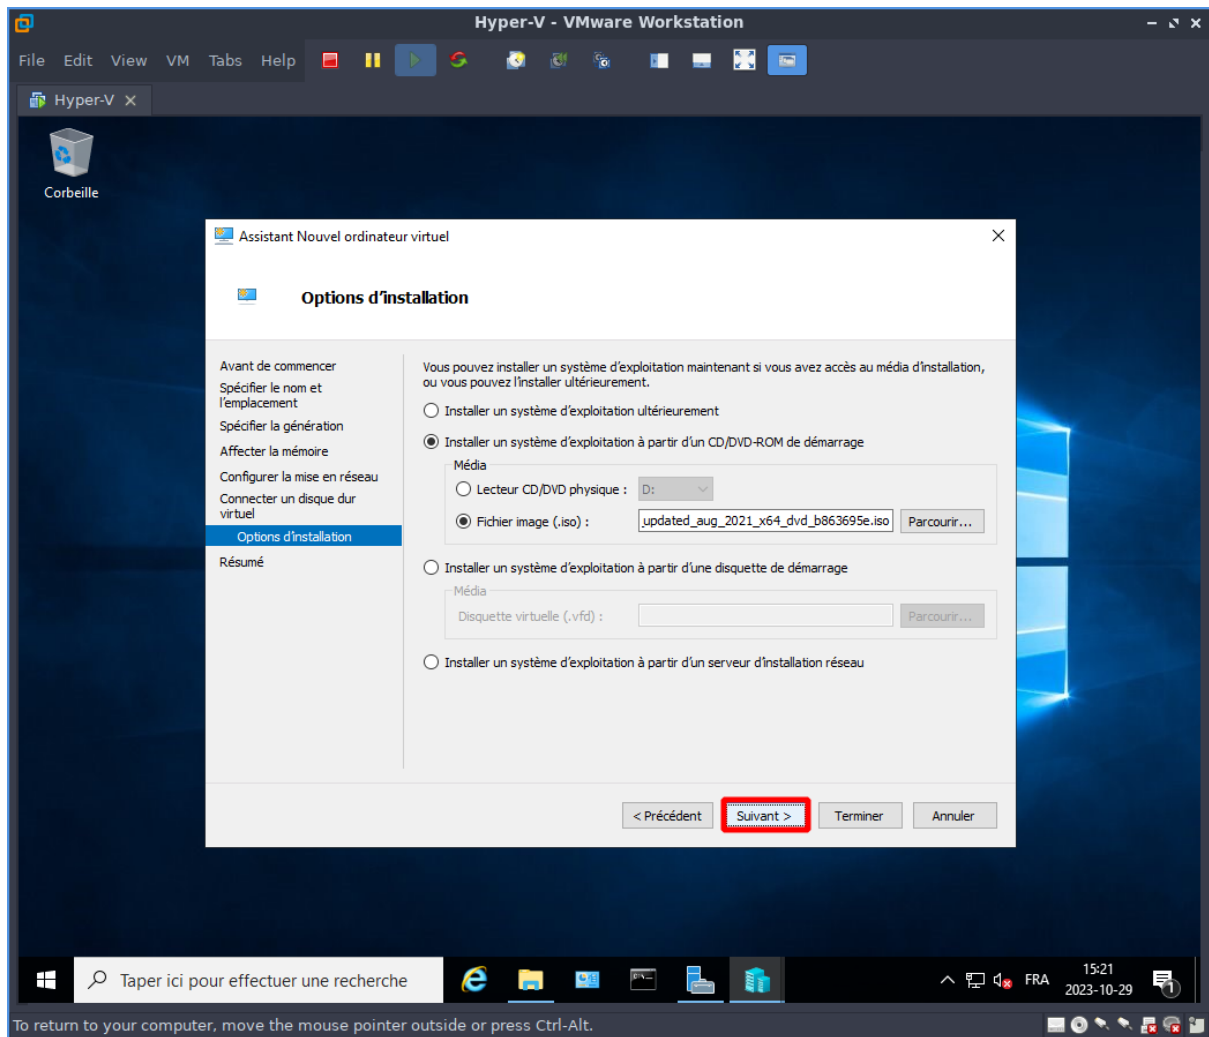 Hyper-V - VMware Workstation
File Edit View VM Tabs Help
Hyper-V
Corbeille
Assistant Nouvel ordinateur virtuel
Options d'installation
Avant de commencer
Spécifier le nom et
l'emplacement
Spécifier la génération
Affecter la mémoire
Configurer la mise en réseau
Connecter un disque dur
virtuel
Options d'installation
Résumé
Vous pouvez installer un système d'exploitation maintenant si vous avez accès au média d'installation,
ou vous pouvez l'installer ultérieurement.
Installer un système d'exploitation ultérieurement
Installer un système d'exploitation à partir d'un CD/DVD-ROM de démarrage
Média
Lecteur CD/DVD physique : D:
Fichier image (.iso) : _updated_aug_2021_x64_dvd_b863695e.iso Parcourir...
Installer un système d'exploitation à partir d'une disquette de démarrage
Média
Disquette virtuelle (.vfd) : Parcourir...
Installer un système d'exploitation à partir d'un serveur d'installation réseau
< Précédent Suivant > Terminer Annuler
Taper ici pour effectuer une recherche
FRA
15:21
2023-10-29
1
To return to your computer, move the mouse pointer outside or press Ctrl-Alt.